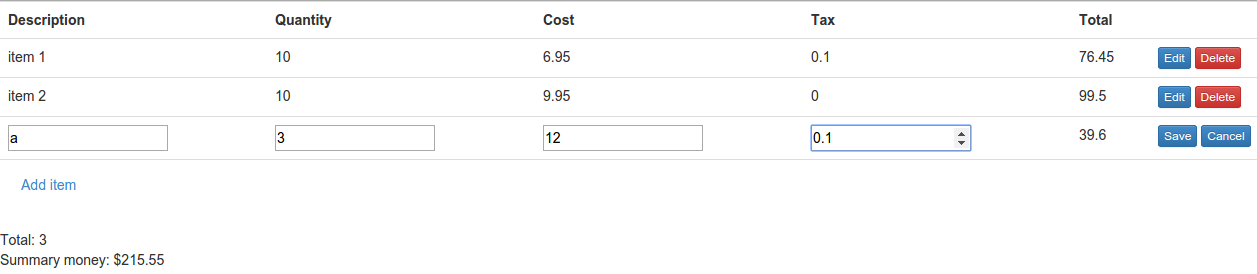 Description Quantity Cost Tax Total
item 1 10 6.95 0.1 76.45 Edit Delete
item 2 10 9.95 0 99.5 Edit Delete
a 3 12 0.1 39.6 Save Cancel
Add item
Total: 3
Summary money: $215.55